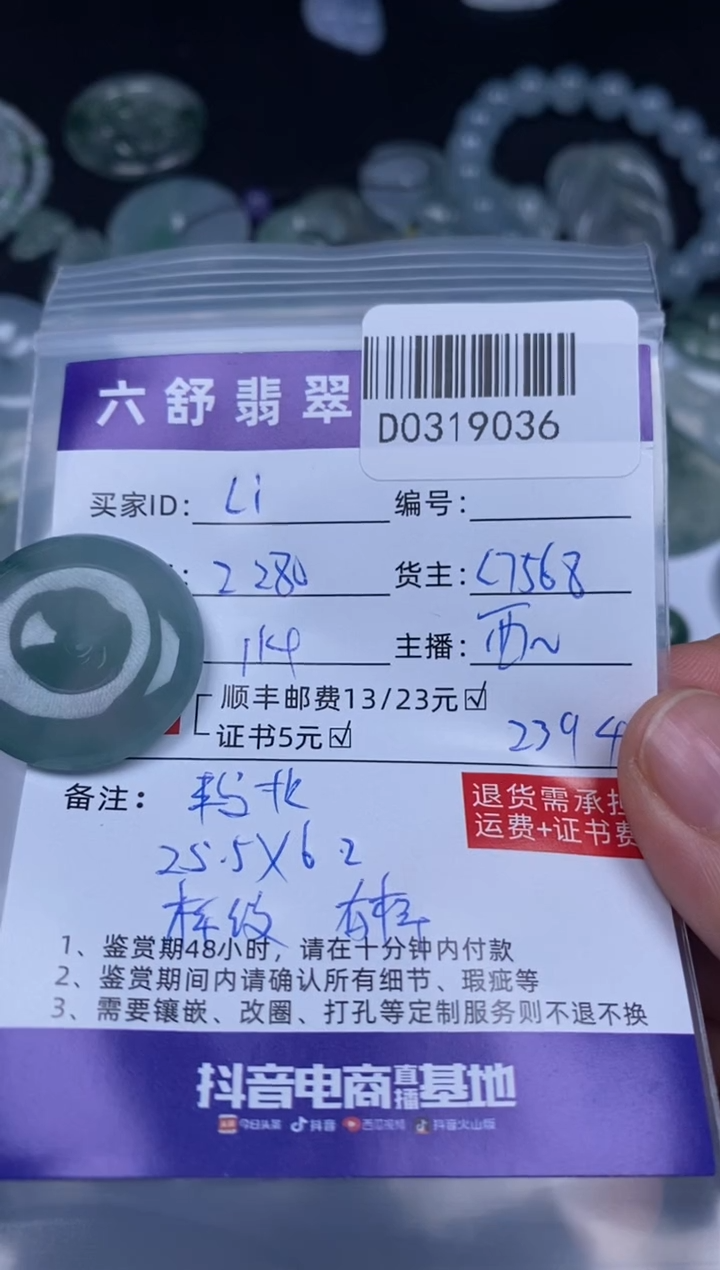 六舒翡翠
D0319036
买家ID: Li 编号:
: 2280 货主: C7568
114 主播: 西~
顺丰邮费13/23元☑
证书5元☑ 2394
备注:
退货需承担
运费+证书费
25.5X6.2
棉纹
1、鉴赏期48小时，请在十分钟内付款
2、鉴赏期间内请确认所有细节、瑕疵等
3、需要镶嵌、改圈、打孔等定制服务则不退不换
抖音电商直播基地
今日头条 抖音 西瓜视频 抖音火山版